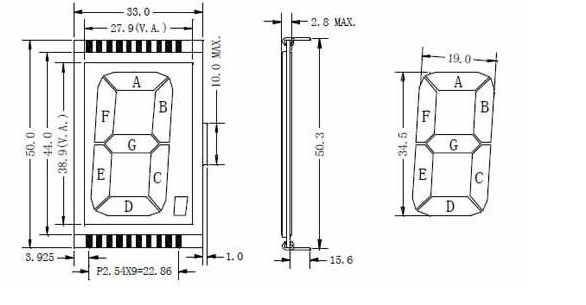 33.0
27.9(V.A.)
2.8 MAX.
19.0
50.0
44.0
38.9(V.A.)
10.0 MAX.
50.3
34.5
A
B
F
G
E
C
D
A
B
F
G
E
C
D
3.925
P2.54X9=22.86
1.0
15.6